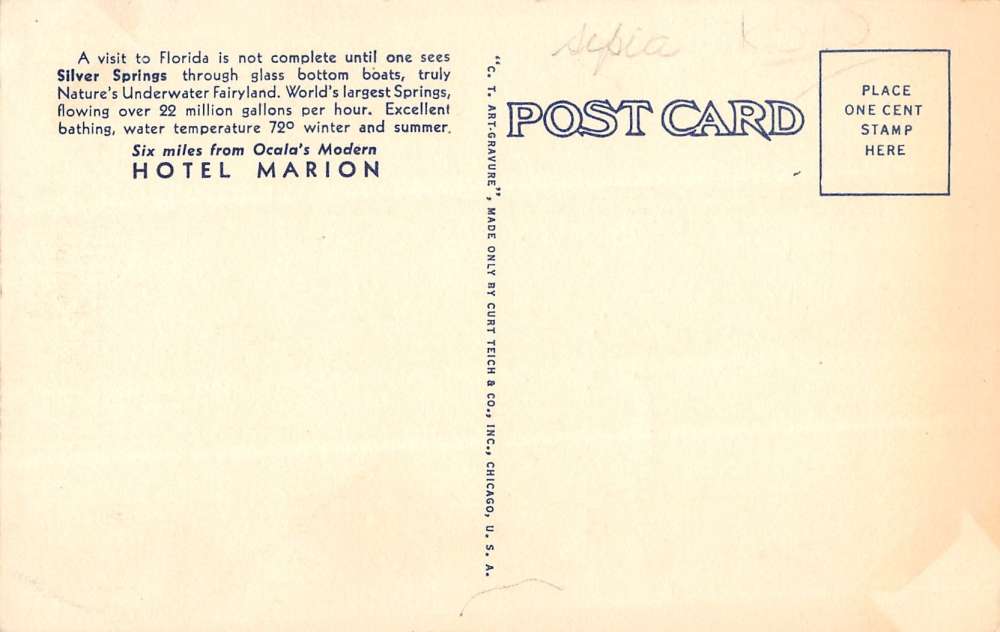 A visit to Florida is not complete until one sees
Silver Springs through glass bottom boats, truly
Nature's Underwater Fairyland. World's largest Springs,
flowing over 22 million gallons per hour. Excellent
bathing, water temperature 72º winter and summer.
Six miles from Ocala's Modern
HOTEL MARION
"C. T. ART-GRAVURE", MADE ONLY BY CURT TEICH & CO., INC., CHICAGO, U. S. A.
sepia
POST CARD
PLACE
ONE CENT
STAMP
HERE